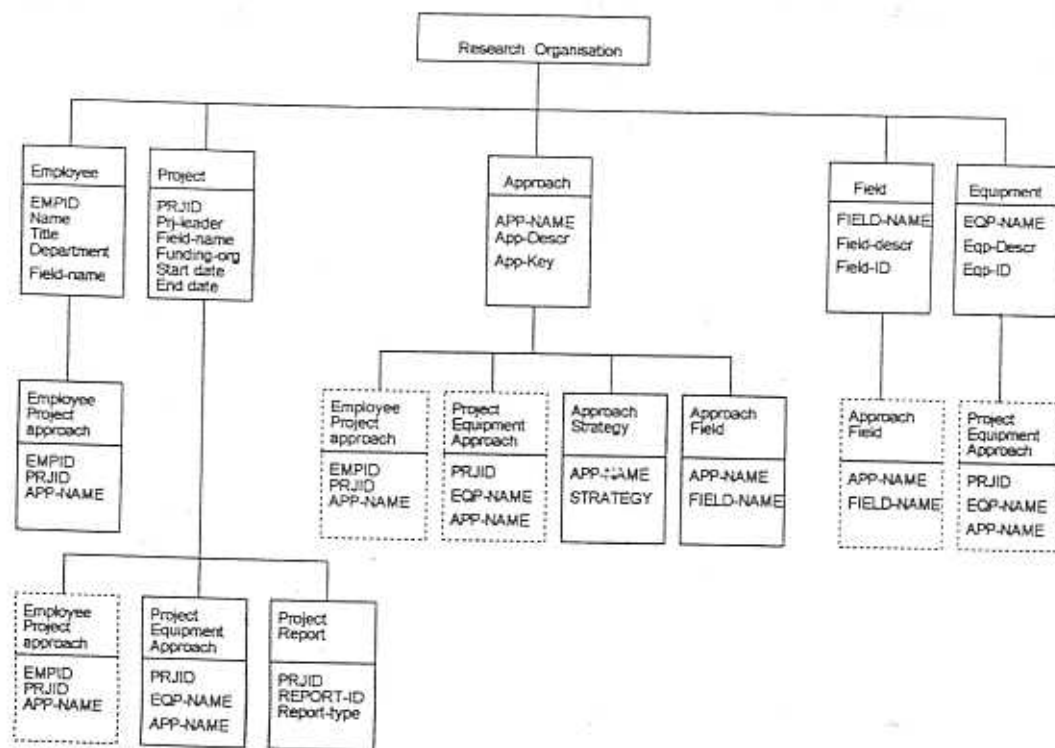 Research Organisation
Employee
EMPID
Name
Title
Department
Field-name
Project
PRJID
Prj-leader
Field-name
Funding-org
Start date
End date
Approach
APP-NAME
App-Descr
App-Key
Field
FIELD-NAME
Field-descr
Field-ID
Equipment
EQP-NAME
Eqp-Descr
Eqp-ID
Employee
Project
approach
EMPID
PRJID
APP-NAME
Employee
Project
approach
EMPID
PRJID
APP-NAME
Project
Equipment
Approach
PRJID
EQP-NAME
APP-NAME
Approach
Strategy
APP-NAME
STRATEGY
Approach
Field
APP-NAME
FIELD-NAME
Approach
Field
APP-NAME
FIELD-NAME
Project
Equipment
Approach
PRJID
EQP-NAME
APP-NAME
Employee
Project
approach
EMPID
PRJID
APP-NAME
Project
Equipment
Approach
PRJID
EQP-NAME
APP-NAME
Project
Report
PRJID
REPORT-ID
Report-type